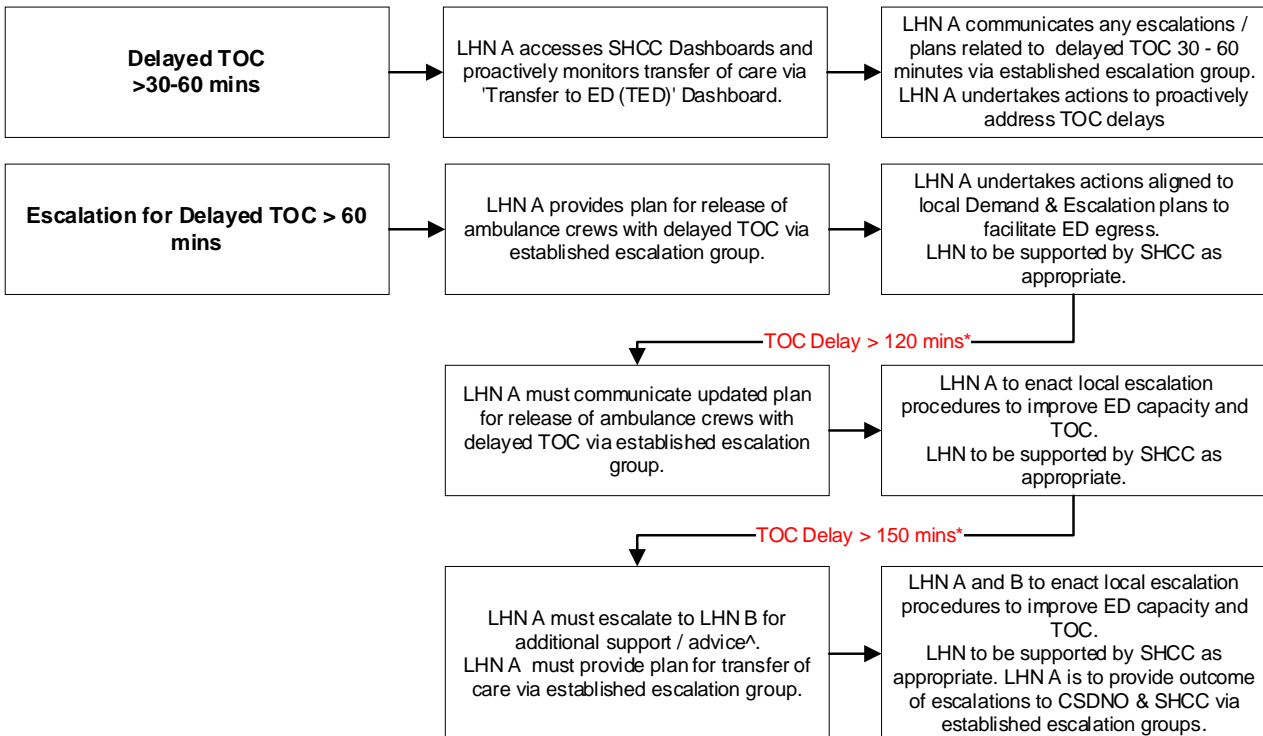 Delayed TOC
>30-60 mins
LHN A accesses SHCC Dashboards and
proactively monitors transfer of care via
'Transfer to ED (TED)' Dashboard.
LHN A communicates any escalations /
plans related to delayed TOC 30 - 60
minutes via established escalation group.
LHN A undertakes actions to proactively
address TOC delays
Escalation for Delayed TOC > 60
mins
LHN A provides plan for release of
ambulance crews with delayed TOC via
established escalation group.
LHN A undertakes actions aligned to
local Demand & Escalation plans to
facilitate ED egress.
LHN to be supported by SHCC as
appropriate.
TOC Delay > 120 mins*
LHN A must communicate updated plan
for release of ambulance crews with
delayed TOC via established escalation
group.
LHN A to enact local escalation
procedures to improve ED capacity and
TOC.
LHN to be supported by SHCC as
appropriate.
TOC Delay > 150 mins*
LHN A must escalate to LHN B for
additional support / advice^.
LHN A must provide plan for transfer of
care via established escalation group.
LHN A and B to enact local escalation
procedures to improve ED capacity and
TOC.
LHN to be supported by SHCC as
appropriate. LHN A is to provide outcome
of escalations to CSDNO & SHCC via
established escalation groups.